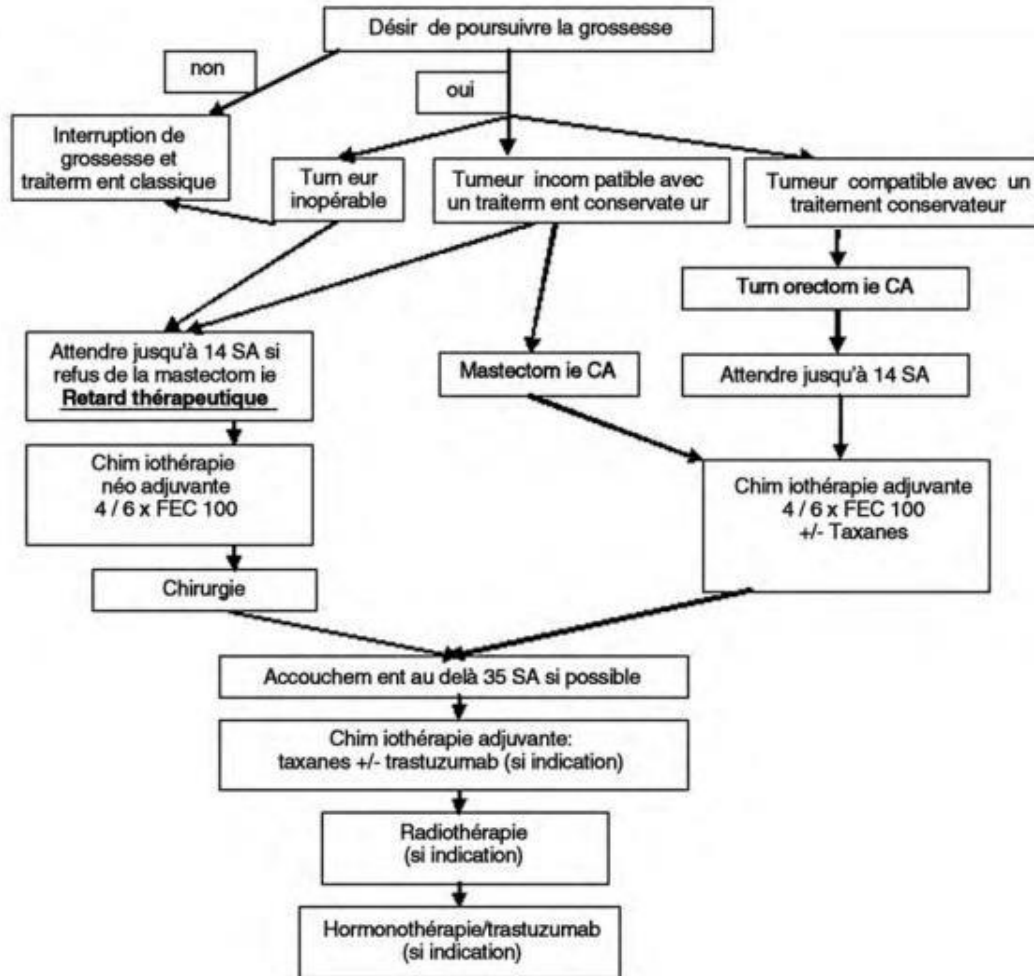 Désir de poursuivre la grossesse
non
oui
Interruption de
grossesse et
traiterm ent classique
Turn eur
inopérable
Tumeur incom patible avec
un traiterm ent conservate ur
Tumeur compatible avec un
traitement conservateur
Turn orectom ie CA
Attendre jusqu'à 14 SA si
refus de la mastectom ie
Retard thérapeutique
Mastectom ie CA
Attendre jusqu'à 14 SA
Chim iothérapie
néo adjuvante
4 / 6 x FEC 100
Chim iothérapie adjuvante
4 / 6 x FEC 100
+/- Taxanes
Chirurgie
Accouchem ent au delà 35 SA si possible
Chim iothérapie adjuvante:
taxanes +/- trastuzumab (si indication)
Radiothérapie
(si indication)
Hormonothérapie/trastuzumab
(si indication)